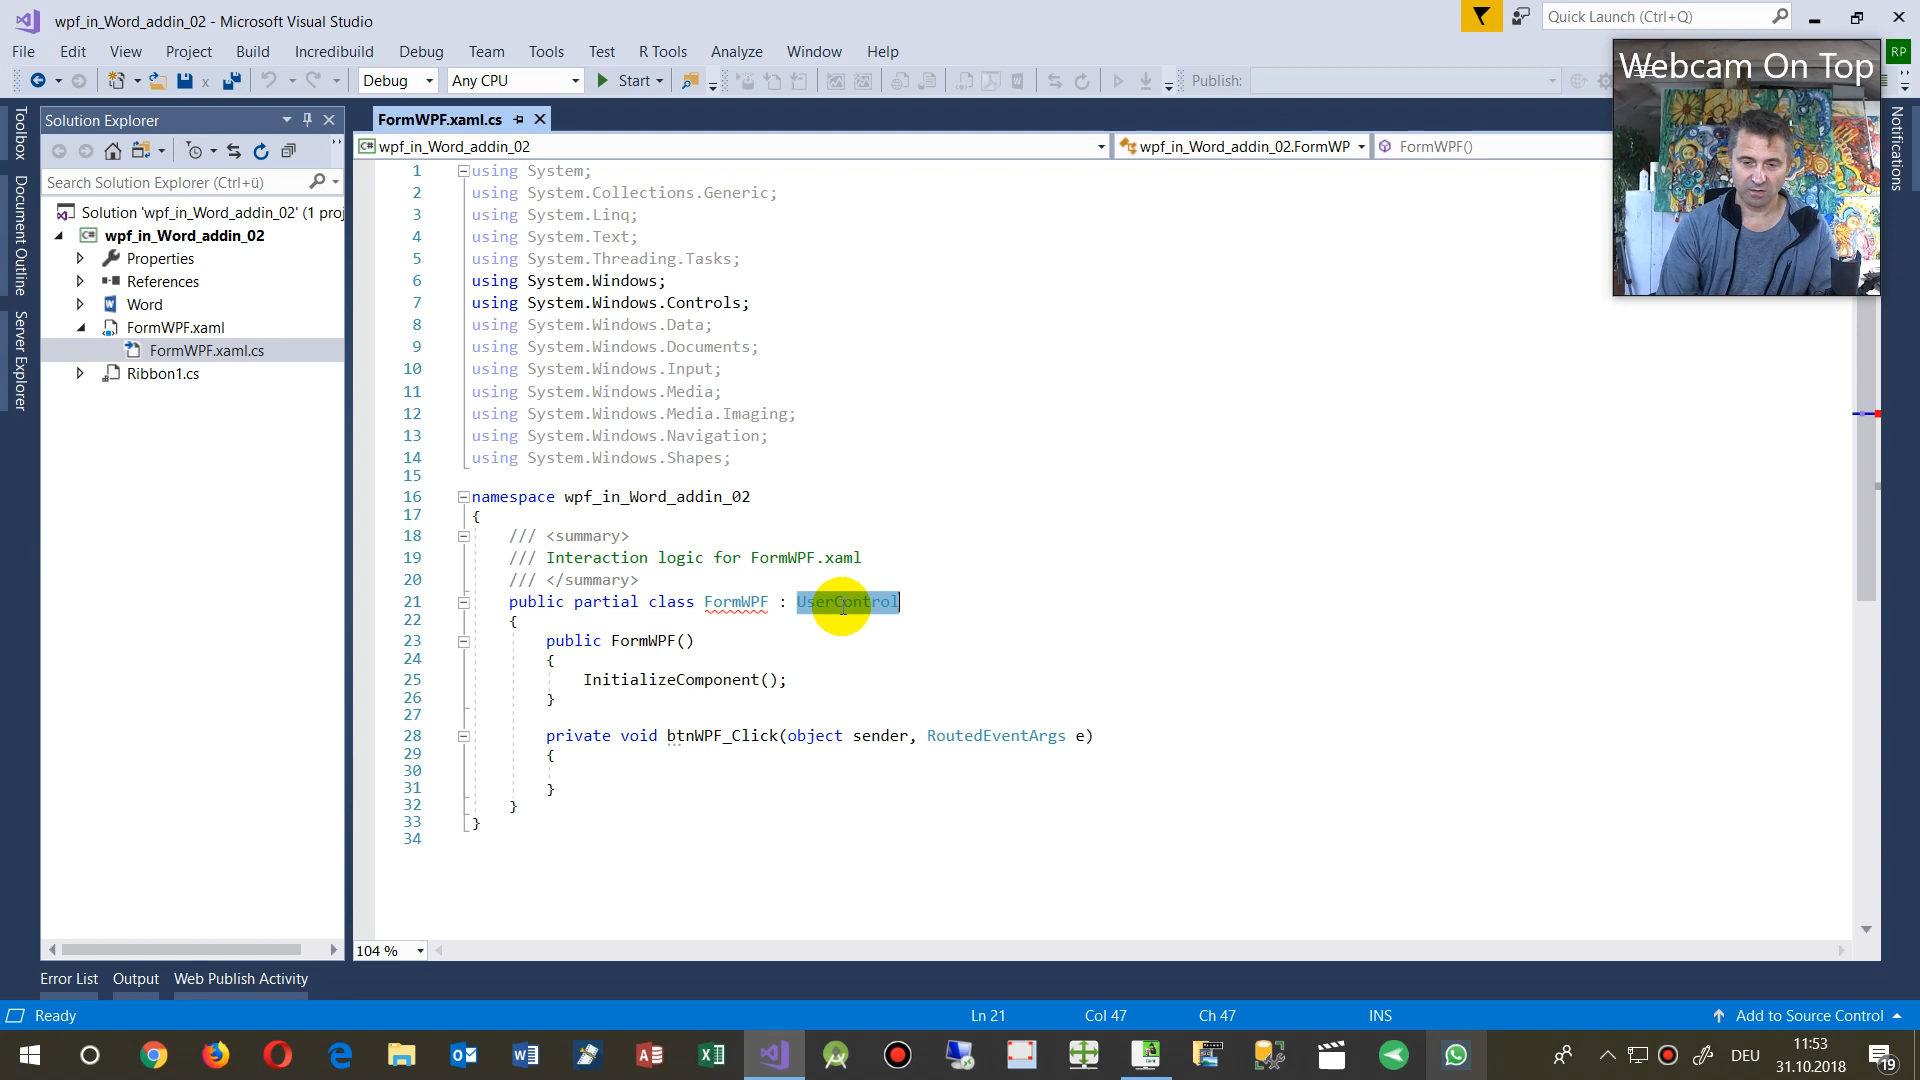 wpf_in_Word_addin_02 - Microsoft Visual Studio
Quick Launch (Ctrl+Q)
File Edit View Project Build Incredibuild Debug Team Tools Test R Tools Analyze Window Help
RP
Debug Any CPU Start Publish:
Webcam On Top
Toolbox
Document Outline
Server Explorer
Notifications
Solution Explorer
Search Solution Explorer (Ctrl+ü)
Solution 'wpf_in_Word_addin_02' (1 proj
wpf_in_Word_addin_02
Properties
References
Word
FormWPF.xaml
FormWPF.xaml.cs
Ribbon1.cs
FormWPF.xaml.cs
wpf_in_Word_addin_02 wpf_in_Word_addin_02.FormWP FormWPF()
1 using System;
2 using System.Collections.Generic;
3 using System.Linq;
4 using System.Text;
5 using System.Threading.Tasks;
6 using System.Windows;
7 using System.Windows.Controls;
8 using System.Windows.Data;
9 using System.Windows.Documents;
10 using System.Windows.Input;
11 using System.Windows.Media;
12 using System.Windows.Media.Imaging;
13 using System.Windows.Navigation;
14 using System.Windows.Shapes;
15
16 namespace wpf_in_Word_addin_02
17 {
18 /// <summary>
19 /// Interaction logic for FormWPF.xaml
20 /// </summary>
21 public partial class FormWPF : UserControl
22 {
23 public FormWPF()
24 {
25 InitializeComponent();
26 }
27
28 private void btnWPF_Click(object sender, RoutedEventArgs e)
29 {
30
31 }
32 }
33 }
34
104 %
Error List Output Web Publish Activity
Ready Ln 21 Col 47 Ch 47 INS Add to Source Control
DEU
11:53
31.10.2018
19